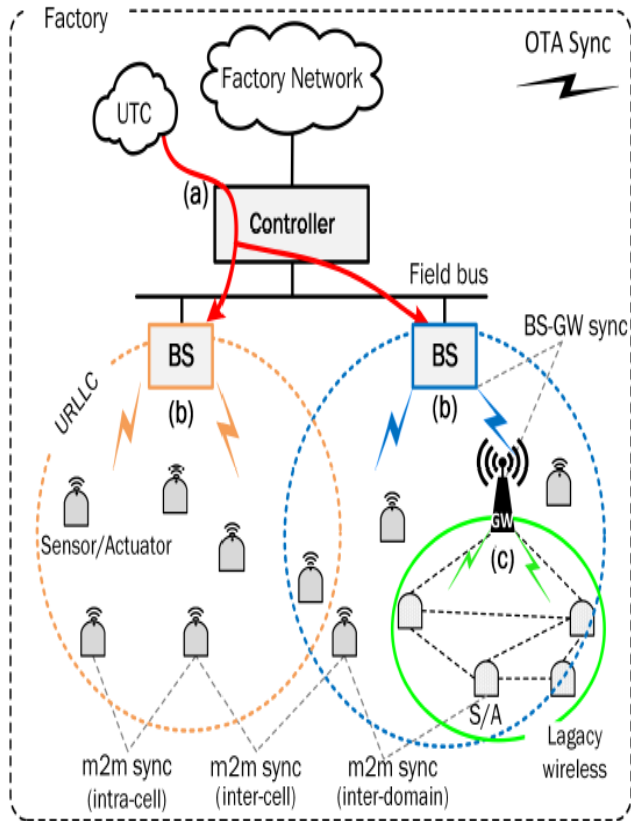 Factory
OTA Sync
Factory Network
UTC
(a)
Controller
Field bus
BS
BS
BS-GW sync
URLLC
(b)
(b)
GW
Sensor/Actuator
(c)
S/A
Lagacy
wireless
m2m sync
(intra-cell)
m2m sync
(inter-cell)
m2m sync
(inter-domain)